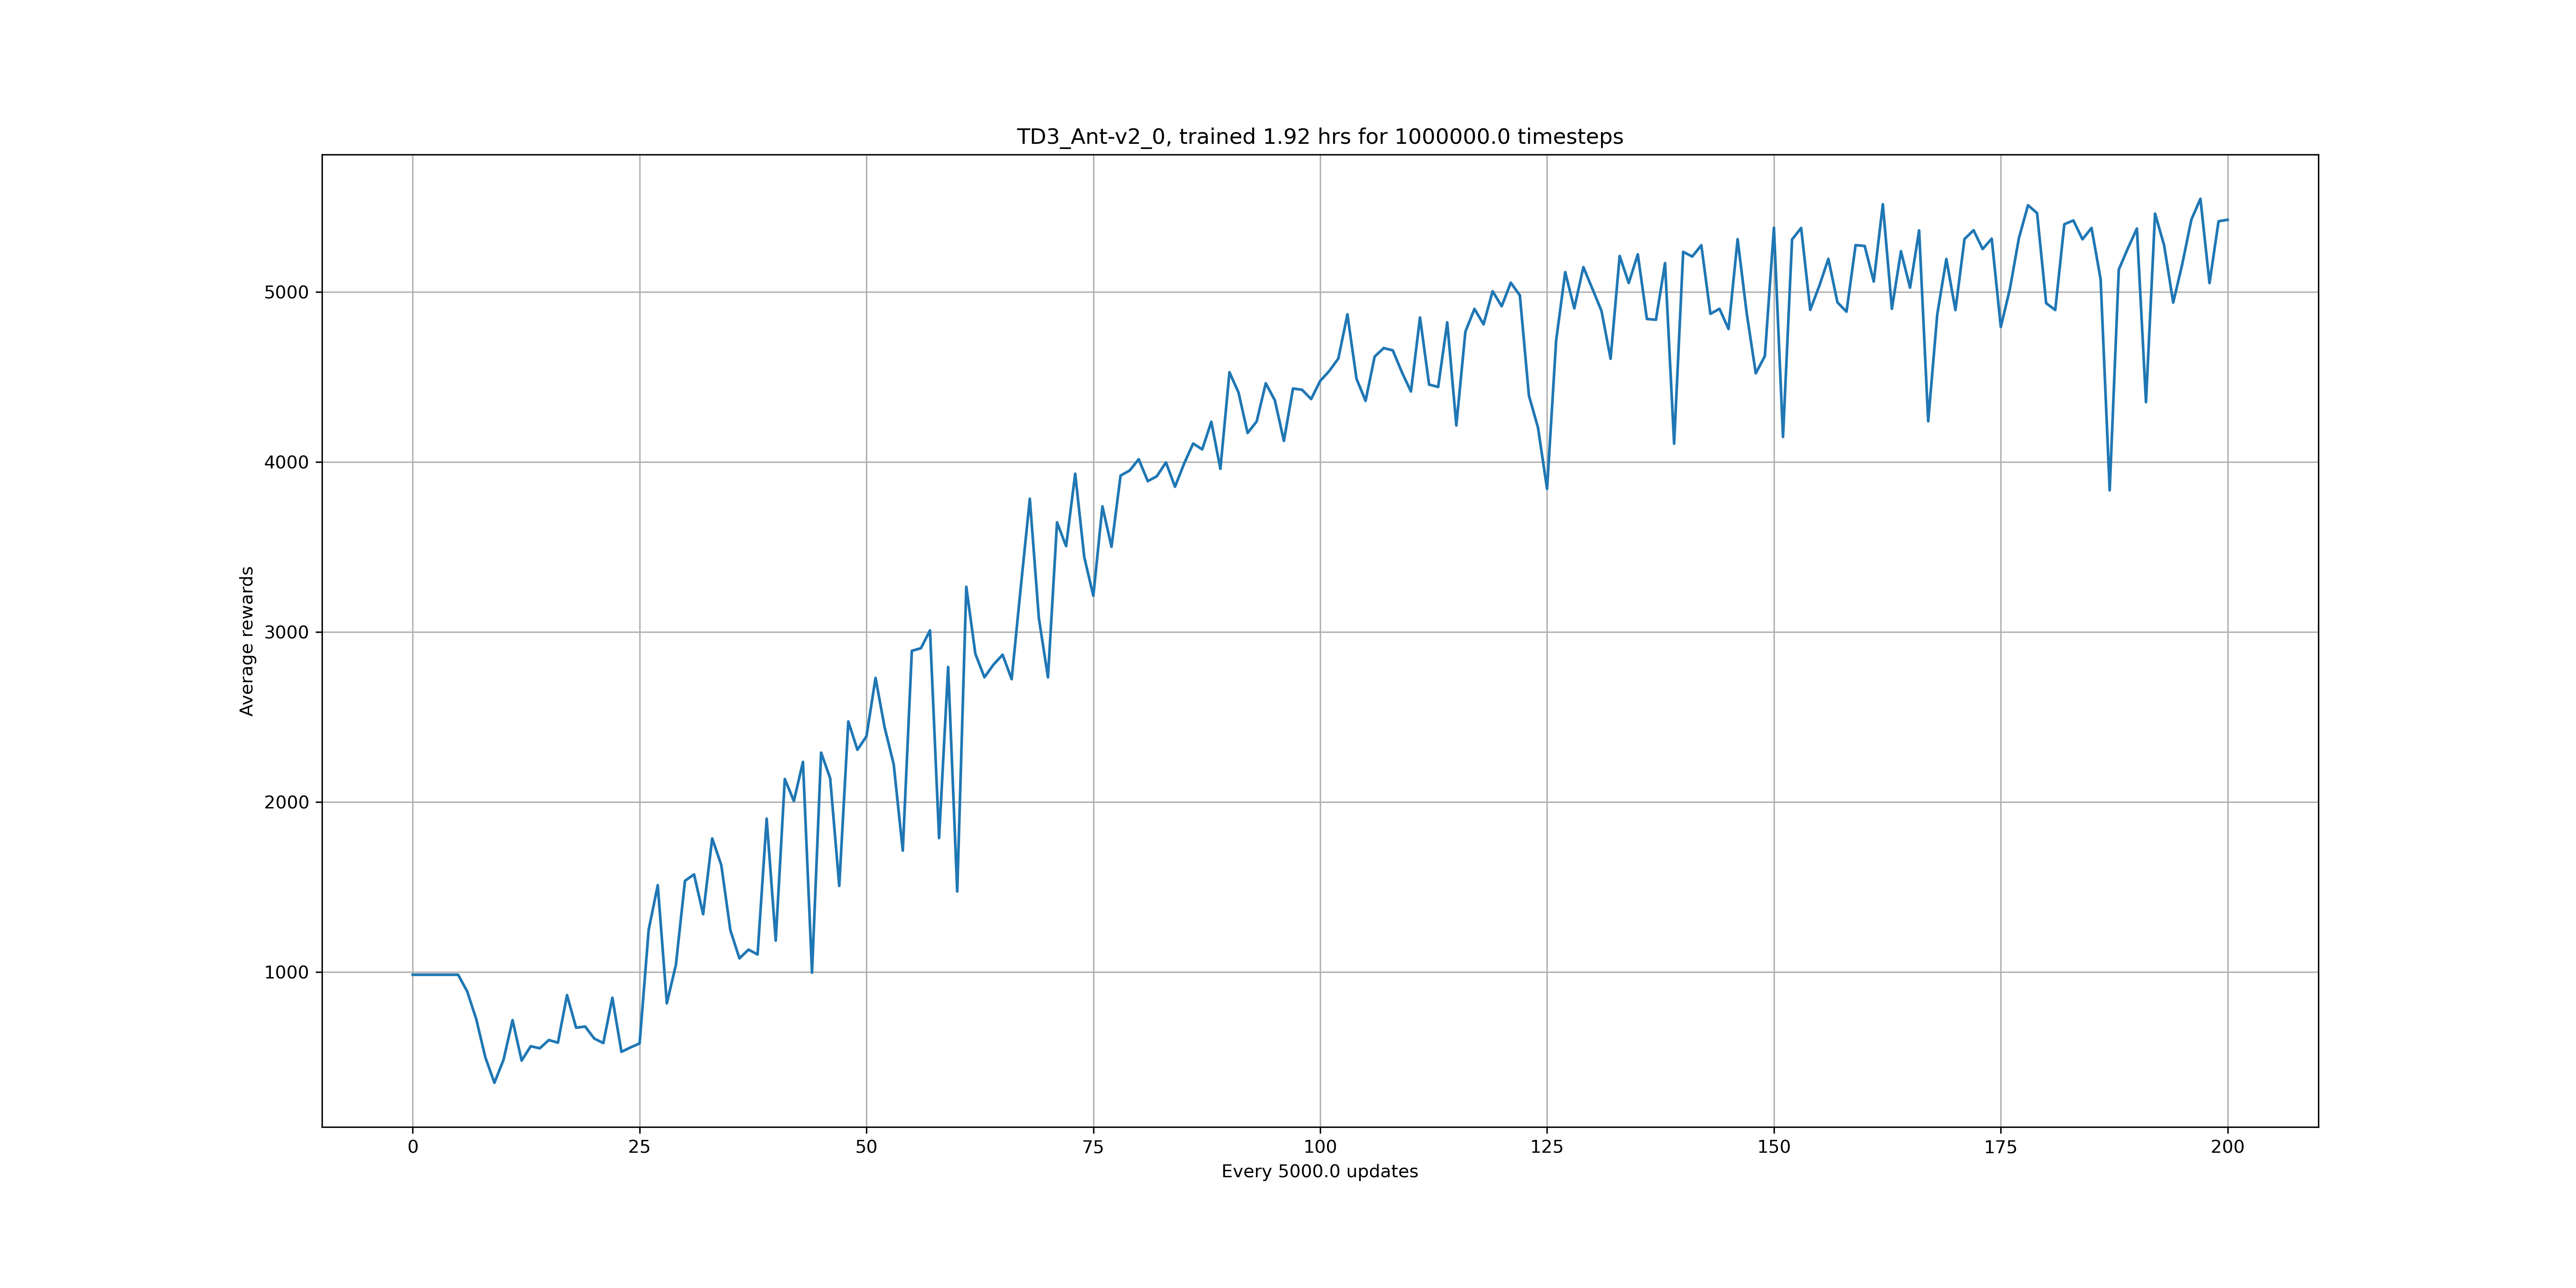 TD3_Ant-v2_0, trained 1.92 hrs for 1000000.0 timesteps
Average rewards
5000
4000
3000
2000
1000
0 25 50 75 100 125 150 175 200
Every 5000.0 updates